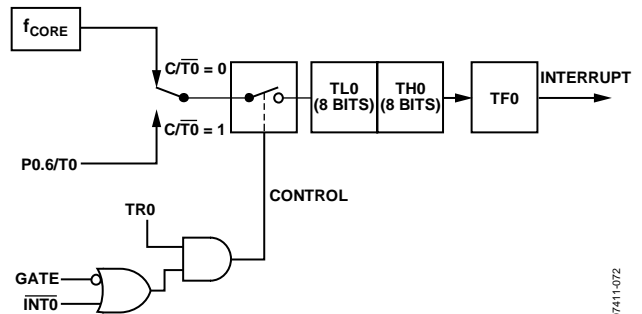 fCORE
C/T0̅ = 0
C/T0̅ = 1
P0.6/T0
TL0
(8 BITS)
TH0
(8 BITS)
TF0
INTERRUPT
CONTROL
TR0
GATE
I̅N̅T̅0̅
07411-072